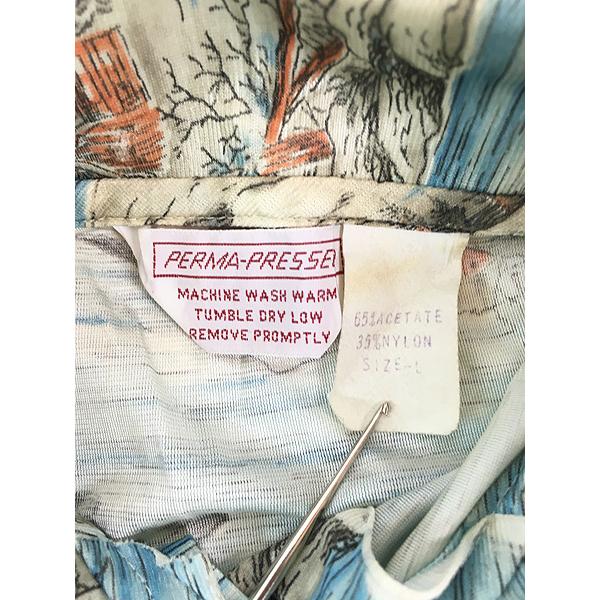 PERMA-PRESSED
MACHINE WASH WARM
TUMBLE DRY LOW
REMOVE PROMPTLY
65% ACETATE
35% NYLON
SIZE-L